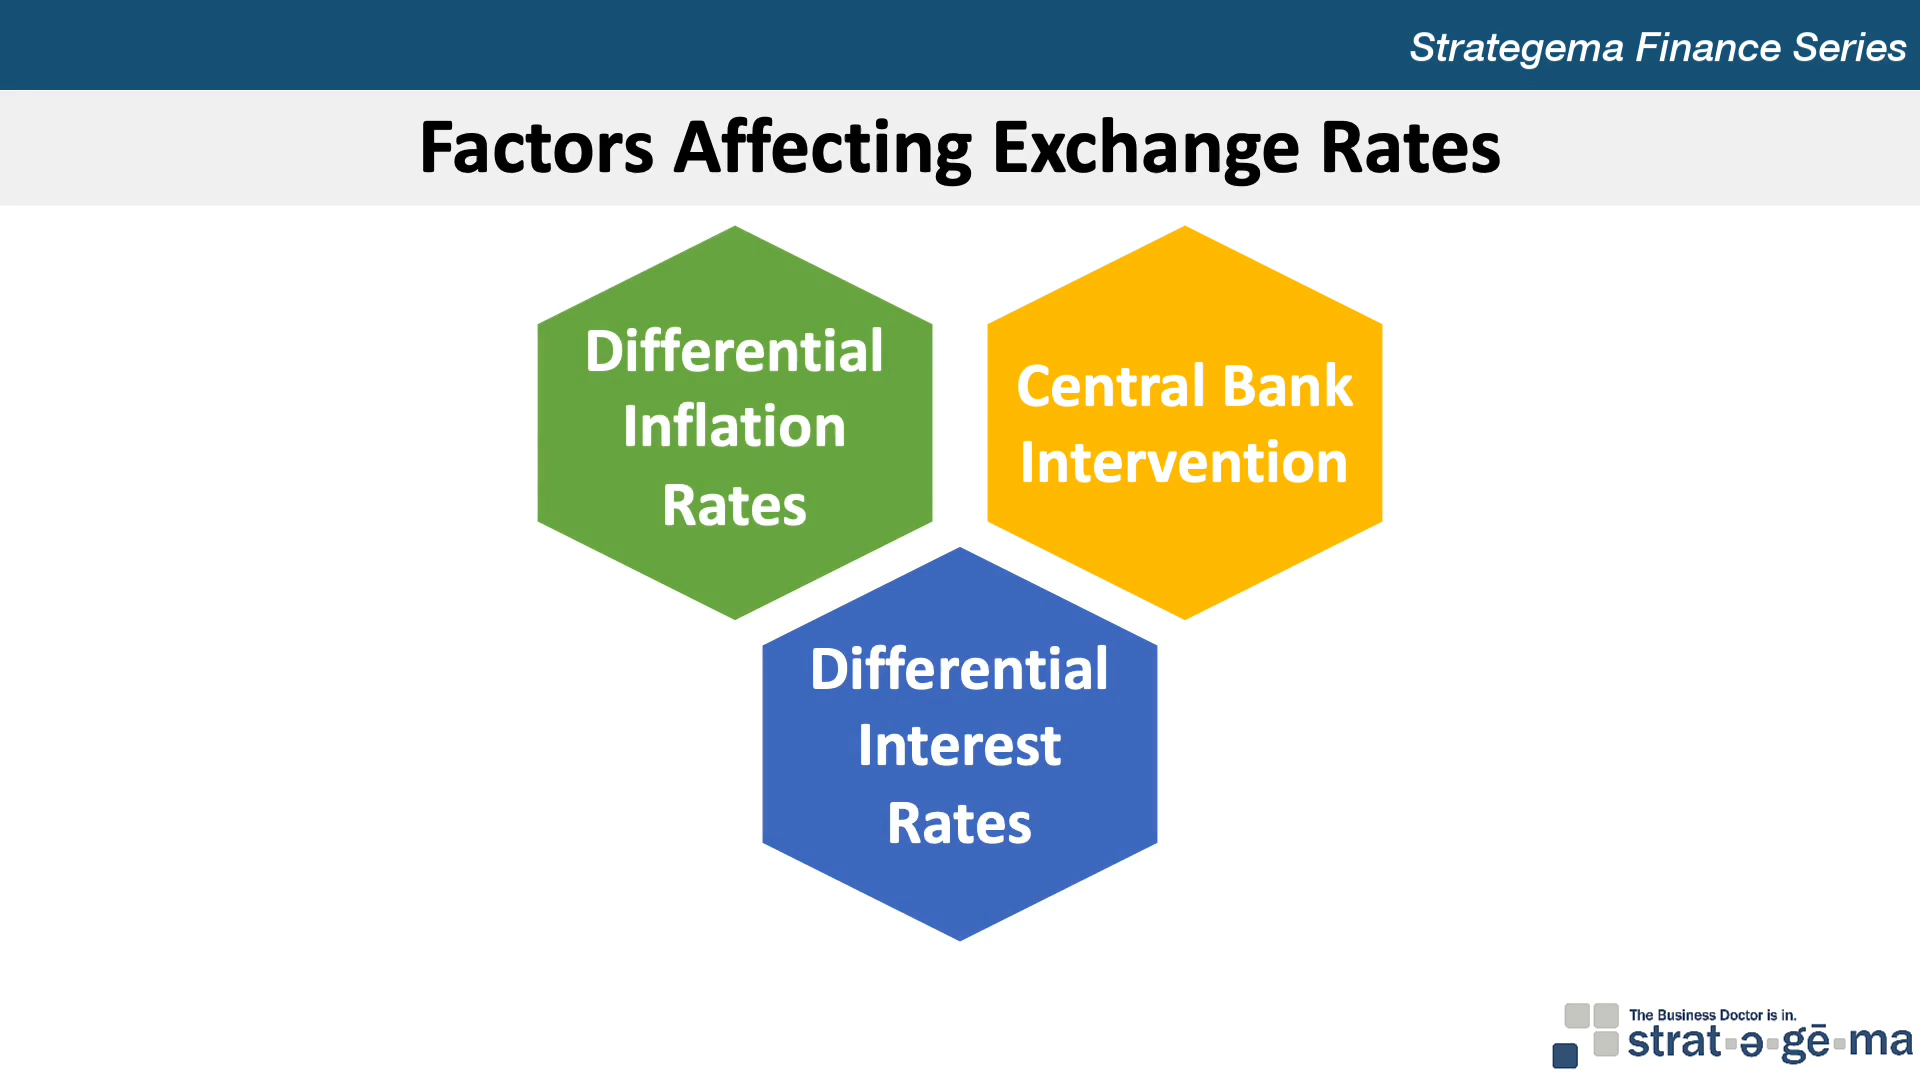 Strategema Finance Series
Factors Affecting Exchange Rates
Differential
Inflation
Rates
Central Bank
Intervention
Differential
Interest
Rates
The Business Doctor is in.
strat-ə-gē-ma